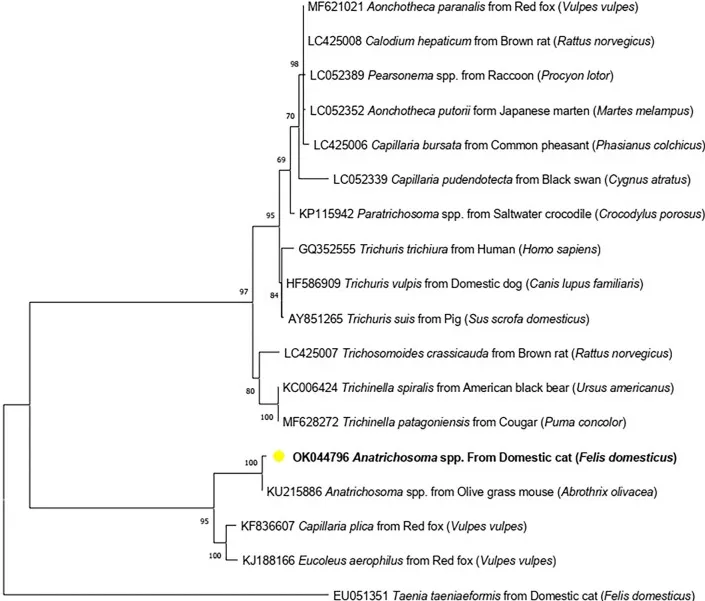 MF621021 Aonchotheca paranalis from Red fox (Vulpes vulpes)
LC425008 Calodium hepaticum from Brown rat (Rattus norvegicus)
98
LC052389 Pearsonema spp. from Raccoon (Procyon lotor)
LC052352 Aonchotheca putorii form Japanese marten (Martes melampus)
70
LC425006 Capillaria bursata from Common pheasant (Phasianus colchicus)
69
LC052339 Capillaria pudendotecta from Black swan (Cygnus atratus)
95
KP115942 Paratrichosoma spp. from Saltwater crocodile (Crocodylus porosus)
GQ352555 Trichuris trichiura from Human (Homo sapiens)
HF586909 Trichuris vulpis from Domestic dog (Canis lupus familiaris)
97
84
AY851265 Trichuris suis from Pig (Sus scrofa domesticus)
LC425007 Trichosomoides crassicauda from Brown rat (Rattus norvegicus)
KC006424 Trichinella spiralis from American black bear (Ursus americanus)
80
100
MF628272 Trichinella patagoniensis from Cougar (Puma concolor)
100
OK044796 Anatrichosoma spp. From Domestic cat (Felis domesticus)
KU215886 Anatrichosoma spp. from Olive grass mouse (Abrothrix olivacea)
95
KF836607 Capillaria plica from Red fox (Vulpes vulpes)
100
KJ188166 Eucoleus aerophilus from Red fox (Vulpes vulpes)
EU051351 Taenia taeniaeformis from Domestic cat (Felis domesticus)